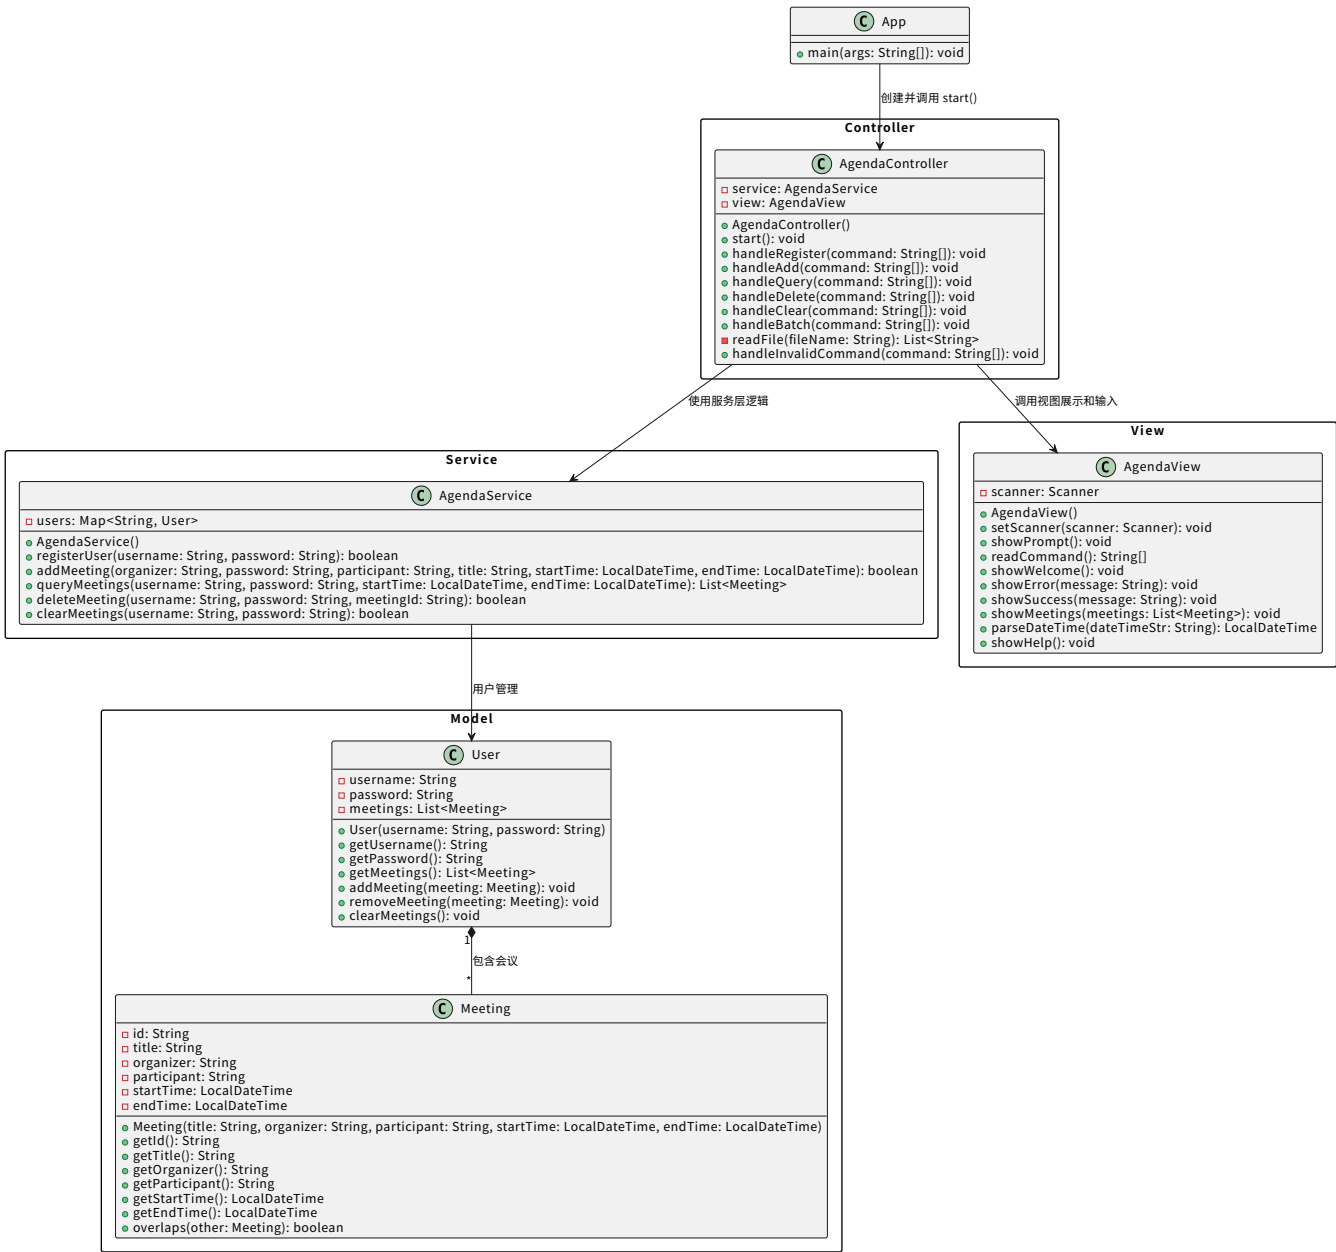 C App
main(args: String[]): void
创建并调用 start()
Controller
C AgendaController
service: AgendaService
view: AgendaView
AgendaController()
start(): void
handleRegister(command: String[]): void
handleAdd(command: String[]): void
handleQuery(command: String[]): void
handleDelete(command: String[]): void
handleClear(command: String[]): void
handleBatch(command: String[]): void
readFile(fileName: String): List<String>
handleInvalidCommand(command: String[]): void
使用服务层逻辑
调用视图展示和输入
Service
C AgendaService
users: Map<String, User>
AgendaService()
registerUser(username: String, password: String): boolean
addMeeting(organizer: String, password: String, participant: String, title: String, startTime: LocalDateTime, endTime: LocalDateTime): boolean
queryMeetings(username: String, password: String, startTime: LocalDateTime, endTime: LocalDateTime): List<Meeting>
deleteMeeting(username: String, password: String, meetingId: String): boolean
clearMeetings(username: String, password: String): boolean
View
C AgendaView
scanner: Scanner
AgendaView()
setScanner(scanner: Scanner): void
showPrompt(): void
readCommand(): String[]
showWelcome(): void
showError(message: String): void
showSuccess(message: String): void
showMeetings(meetings: List<Meeting>): void
parseDateTime(dateTimeStr: String): LocalDateTime
showHelp(): void
用户管理
Model
C User
username: String
password: String
meetings: List<Meeting>
User(username: String, password: String)
getUsername(): String
getPassword(): String
getMeetings(): List<Meeting>
addMeeting(meeting: Meeting): void
removeMeeting(meeting: Meeting): void
clearMeetings(): void
1
包含会议
*
C Meeting
id: String
title: String
organizer: String
participant: String
startTime: LocalDateTime
endTime: LocalDateTime
Meeting(title: String, organizer: String, participant: String, startTime: LocalDateTime, endTime: LocalDateTime)
getId(): String
getTitle(): String
getOrganizer(): String
getParticipant(): String
getStartTime(): LocalDateTime
getEndTime(): LocalDateTime
overlaps(other: Meeting): boolean